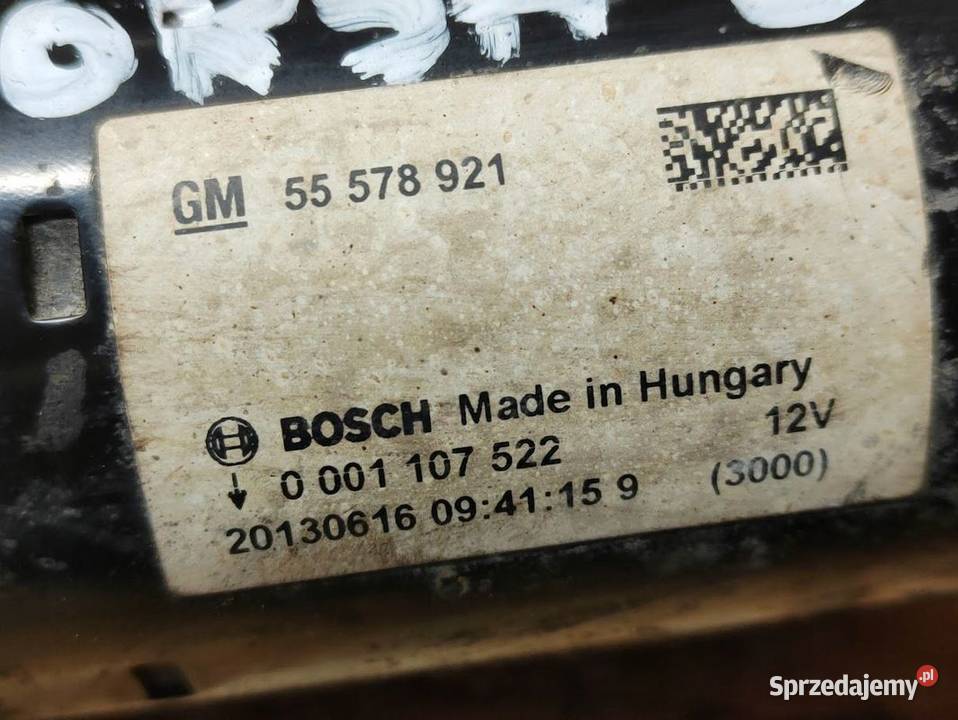 GM 55 578 921
BOSCH Made in Hungary
0 001 107 522 12V
20130616 09:41:15 9 (3000)
Sprzedajemy.pl